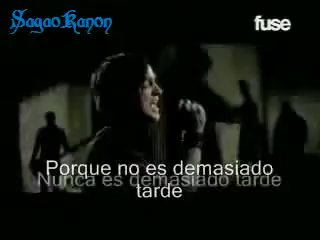 SagaoKanon
fuse
Porque no es demasiado
Nunca es demasiado tarde
tarde